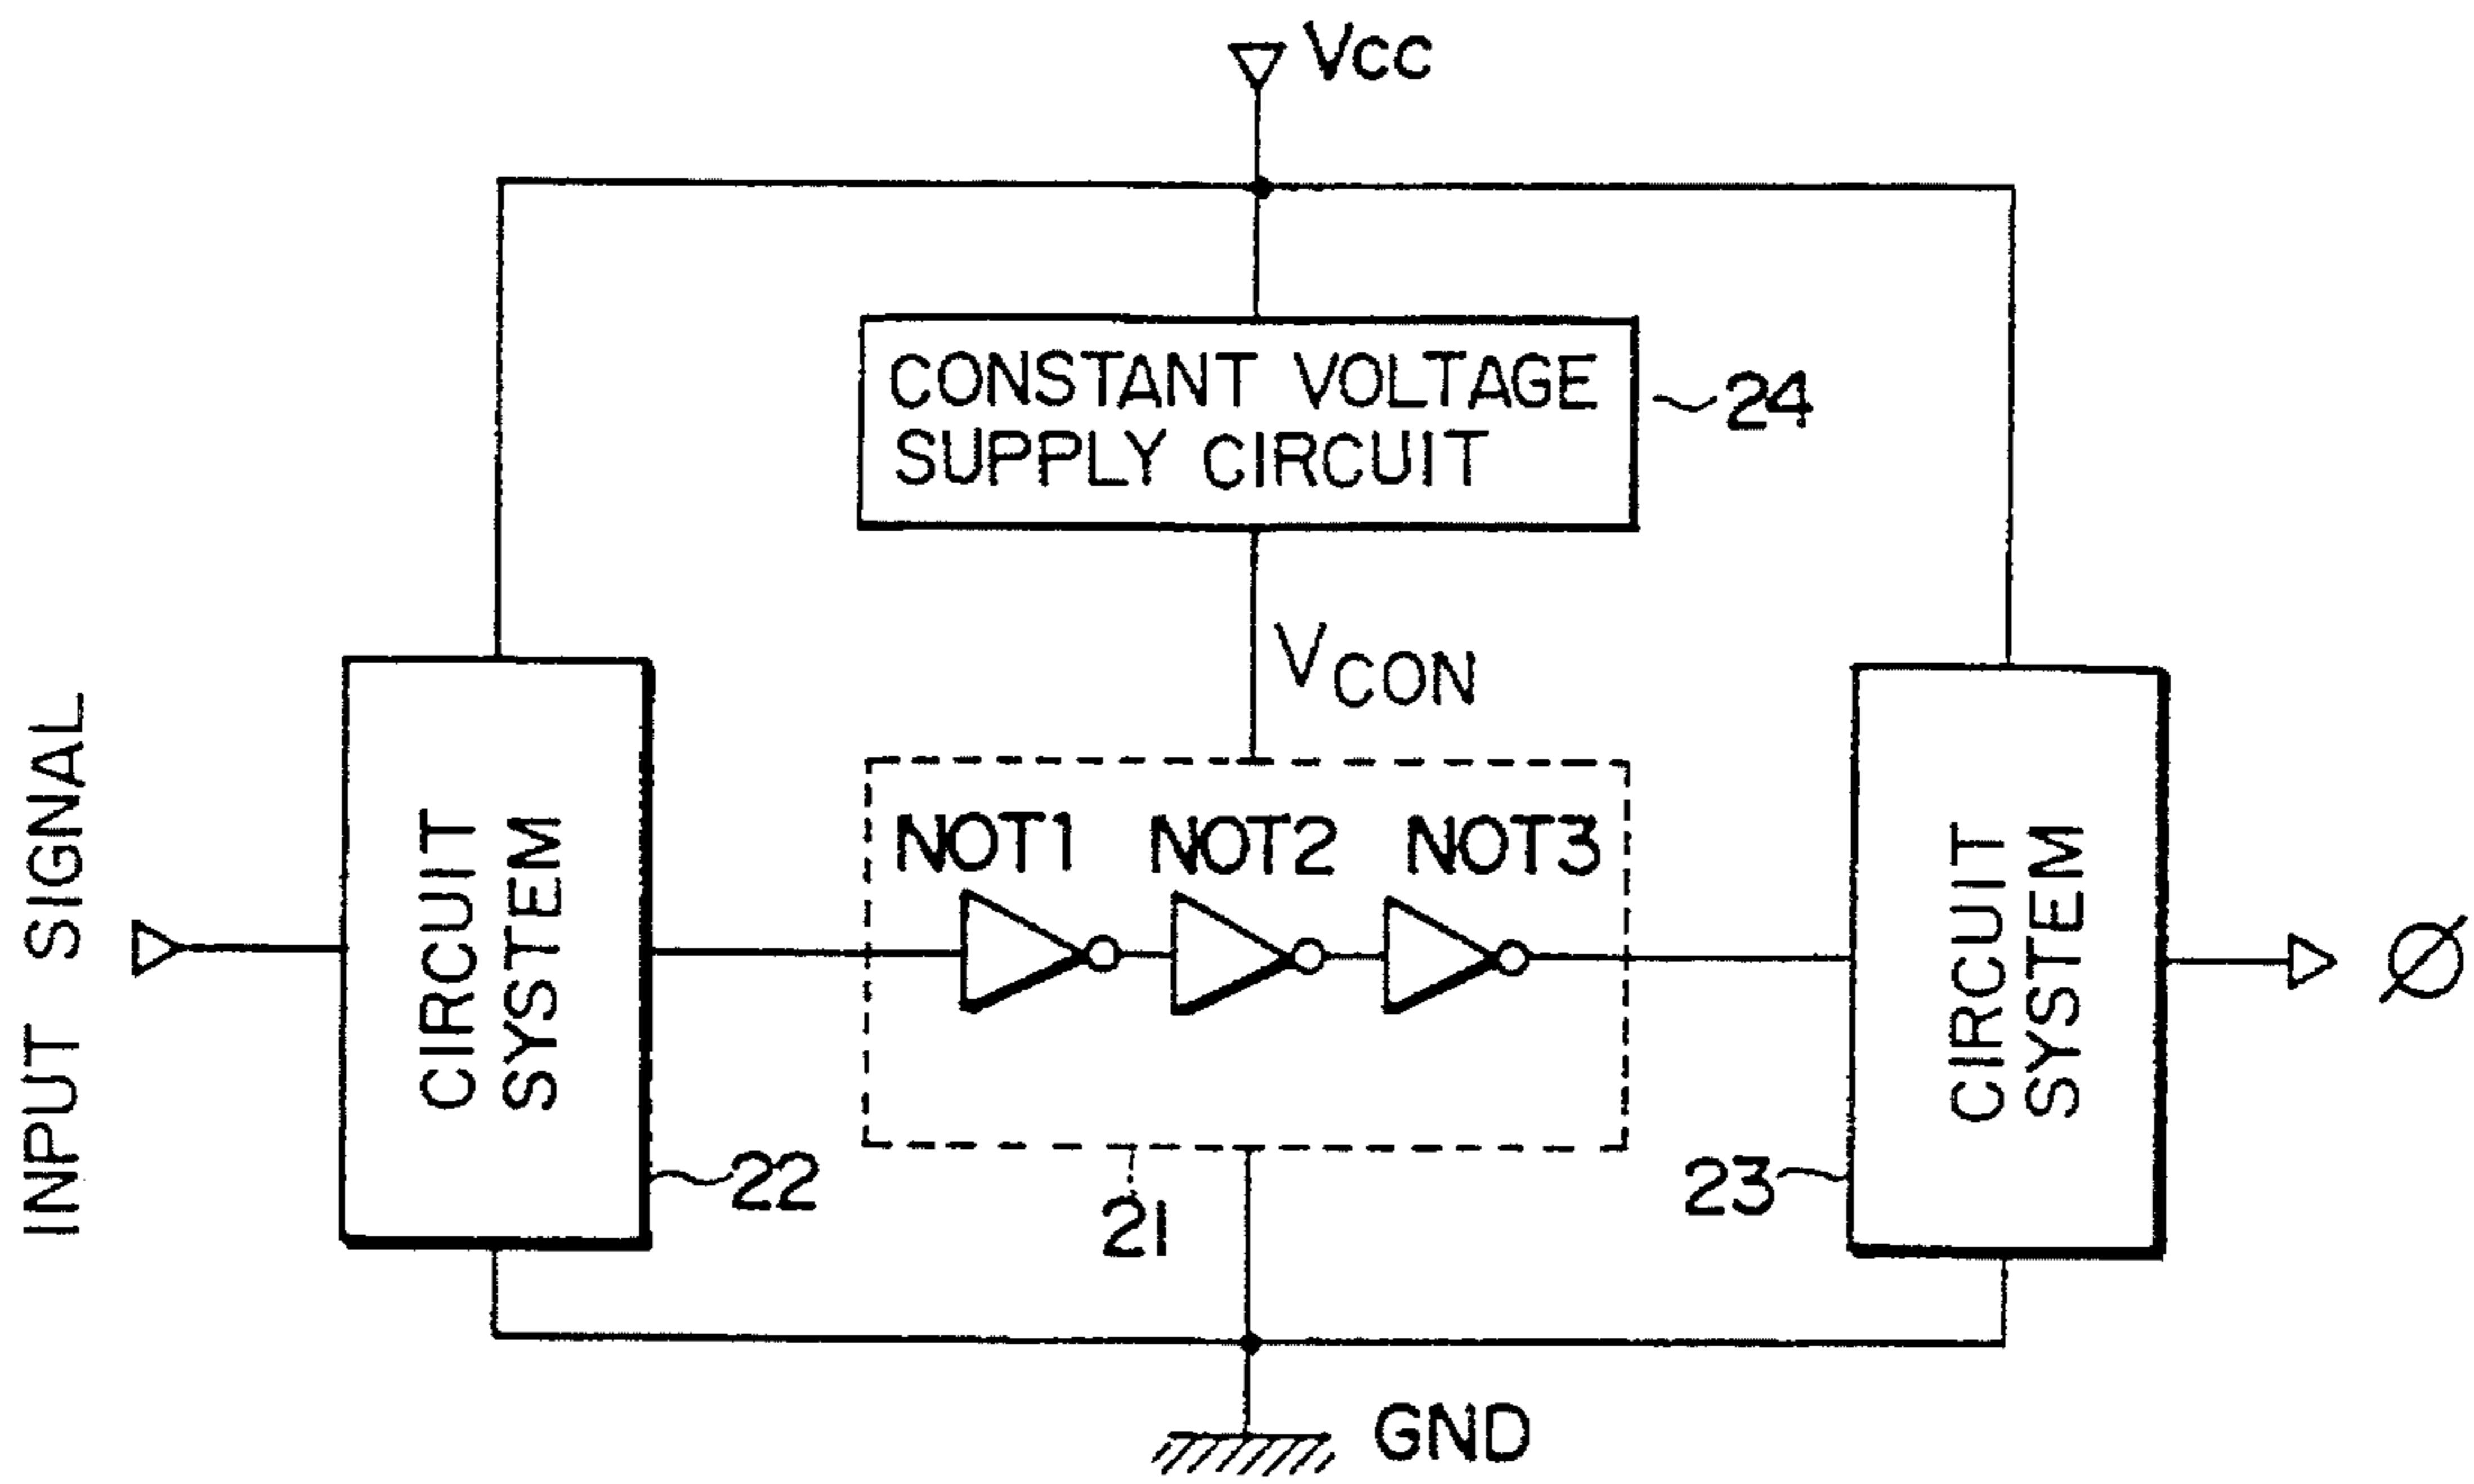 Vcc
CONSTANT VOLTAGE
SUPPLY CIRCUIT
24
VCON
INPUT SIGNAL
CIRCUIT
SYSTEM
22
NOT1 NOT2 NOT3
21
CIRCUIT
SYSTEM
23
Ø
GND